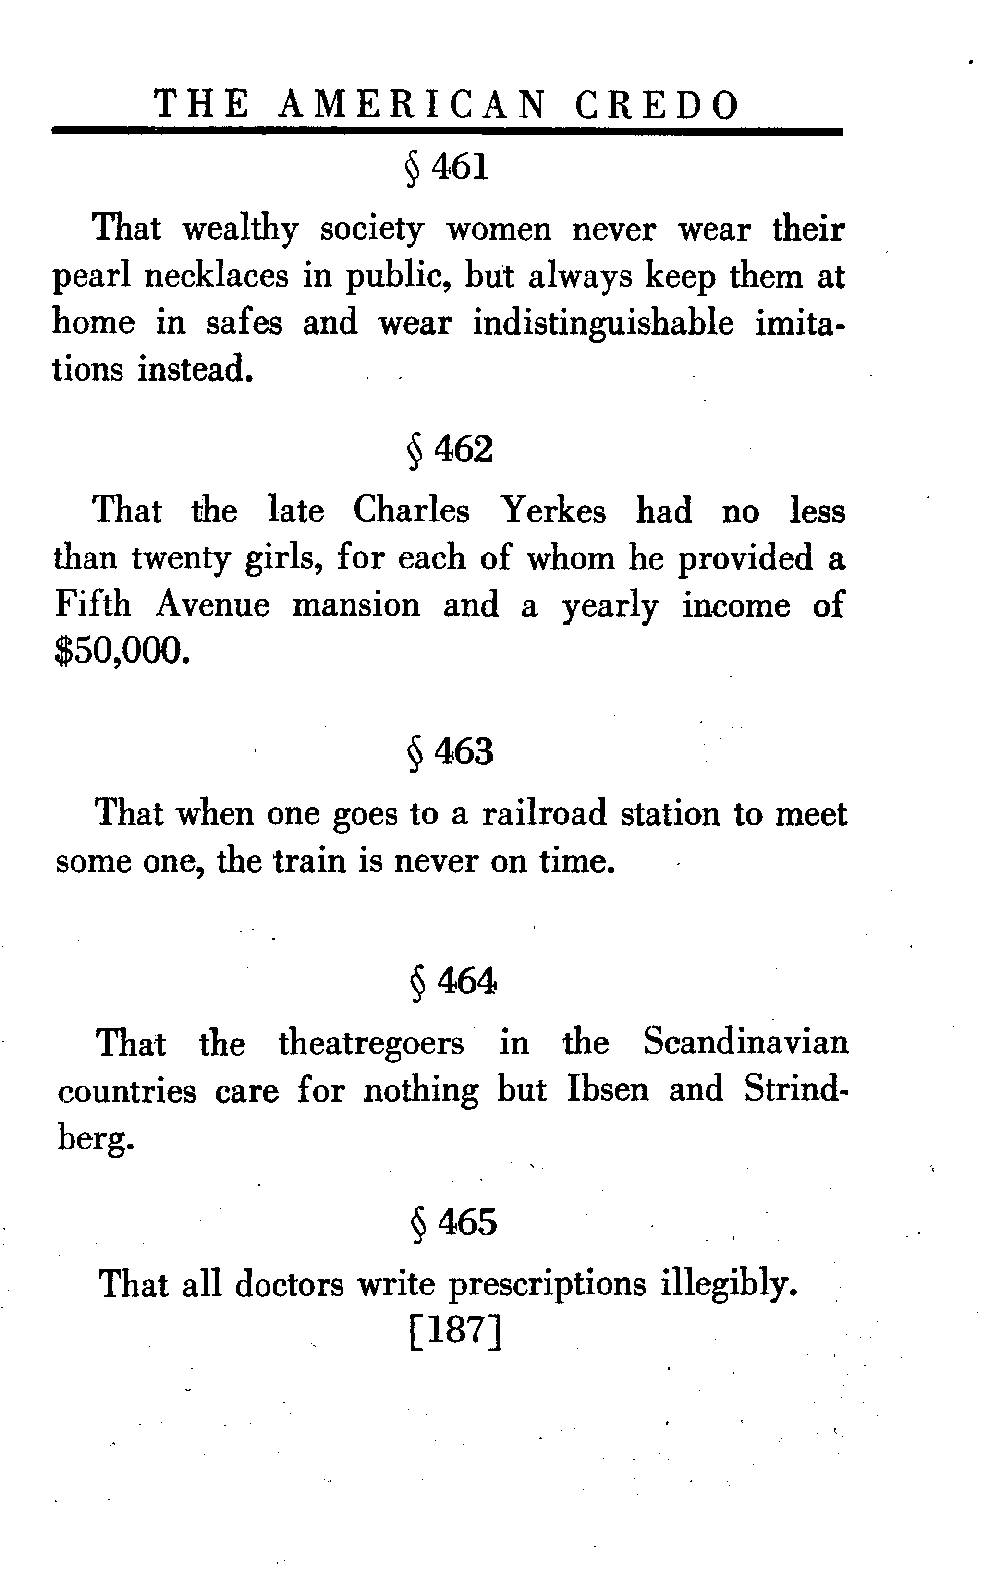 THE AMERICAN CREDO
§ 461
That wealthy society women never wear their
pearl necklaces in public, but always keep them at
home in safes and wear indistinguishable imita-
tions instead.
§ 462
That the late Charles Yerkes had no less
than twenty girls, for each of whom he provided a
Fifth Avenue mansion and a yearly income of
$50,000.
§ 463
That when one goes to a railroad station to meet
some one, the train is never on time.
§ 464
That the theatregoers in the Scandinavian
countries care for nothing but Ibsen and Strind-
berg.
§ 465
That all doctors write prescriptions illegibly.
[187]